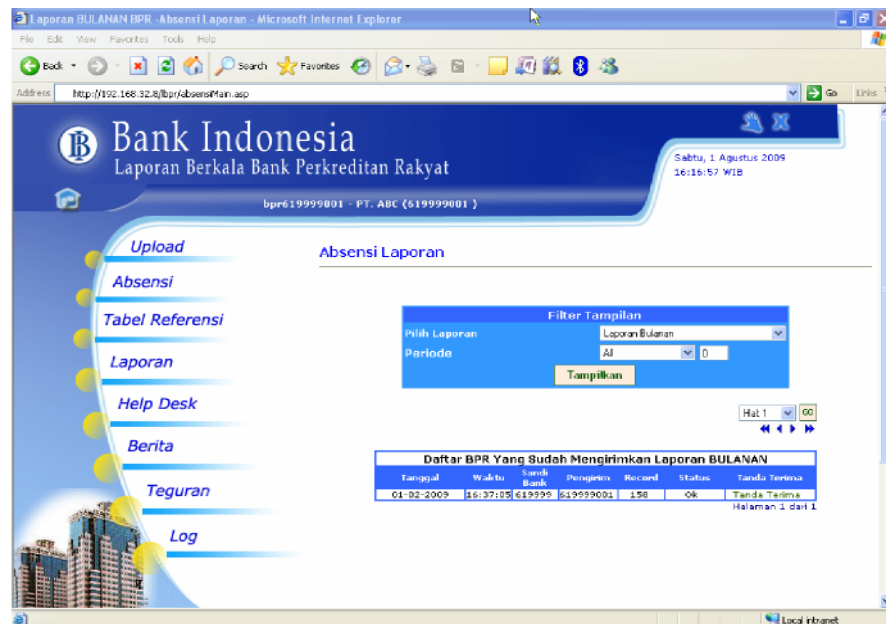 Laporan BULANAN BPR -Absensi Laporan - Microsoft Internet Explorer
File Edit View Favorites Tools Help
Back Search Favorites
Address http://192.168.32.8/lbpr/absensiMain.asp Go Links
Bank Indonesia
Laporan Berkala Bank Perkreditan Rakyat
Sabtu, 1 Agustus 2009
16:16:57 WIB
bpr619999001 - PT. ABC (619999001 )
Upload
Absensi
Tabel Referensi
Laporan
Help Desk
Berita
Teguran
Log
Absensi Laporan
Filter Tampilan
Pilih Laporan Laporan Bulanan
Periode All 0
Tampilkan
Hal: 1 GO
Daftar BPR Yang Sudah Mengirimkan Laporan BULANAN
Tanggal Waktu Sandi Bank Pengirim Record Status Tanda Terima
01-02-2009 16:37:05 619999 619999001 158 Ok Tanda Terima
Halaman 1 dari 1
Local intranet